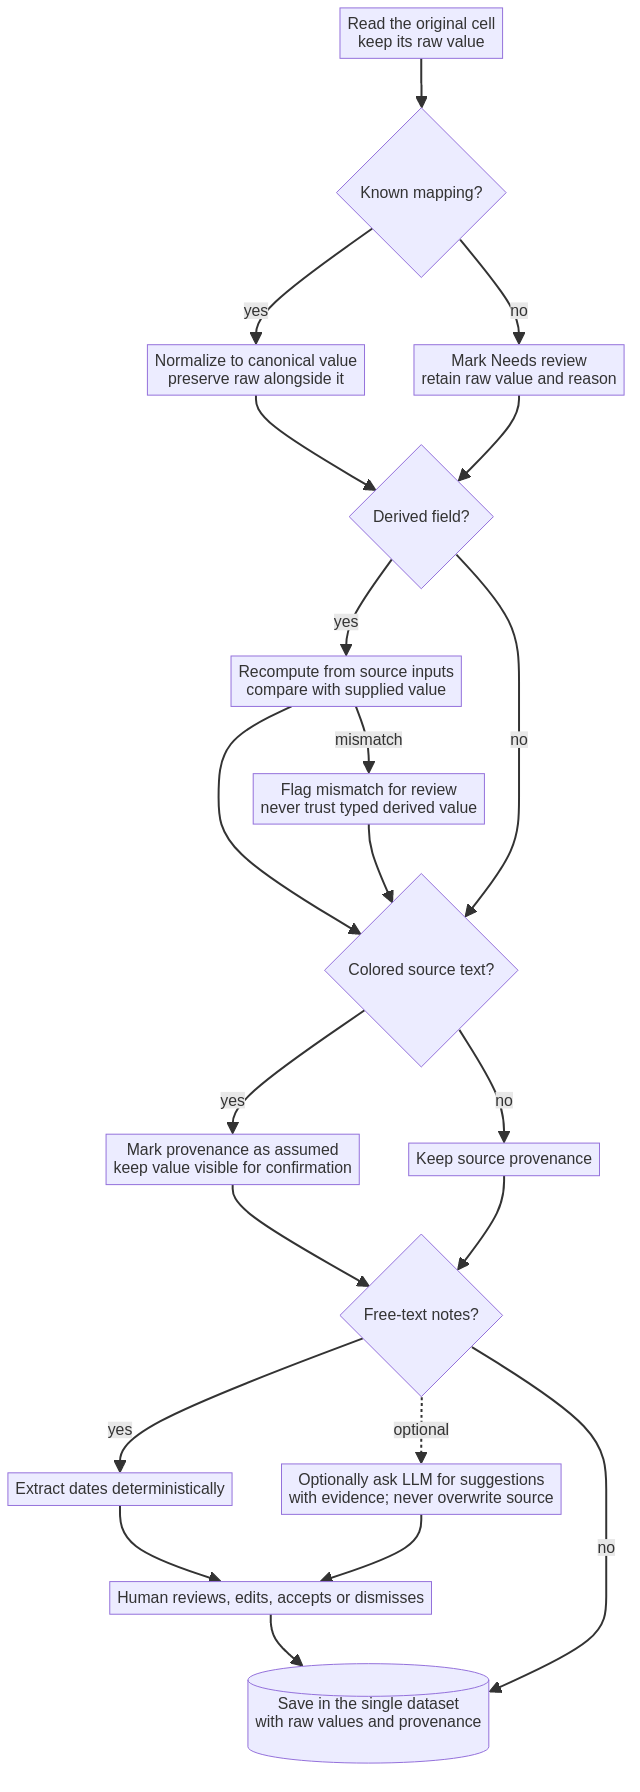 Read the original cell
keep its raw value
Known mapping?
yes
no
Normalize to canonical value
preserve raw alongside it
Mark Needs review
retain raw value and reason
Derived field?
yes
Recompute from source inputs
compare with supplied value
mismatch
no
Flag mismatch for review
never trust typed derived value
Colored source text?
yes
no
Mark provenance as assumed
keep value visible for confirmation
Keep source provenance
Free-text notes?
yes
optional
Extract dates deterministically
Optionally ask LLM for suggestions
with evidence; never overwrite source
no
Human reviews, edits, accepts or dismisses
Save in the single dataset
with raw values and provenance